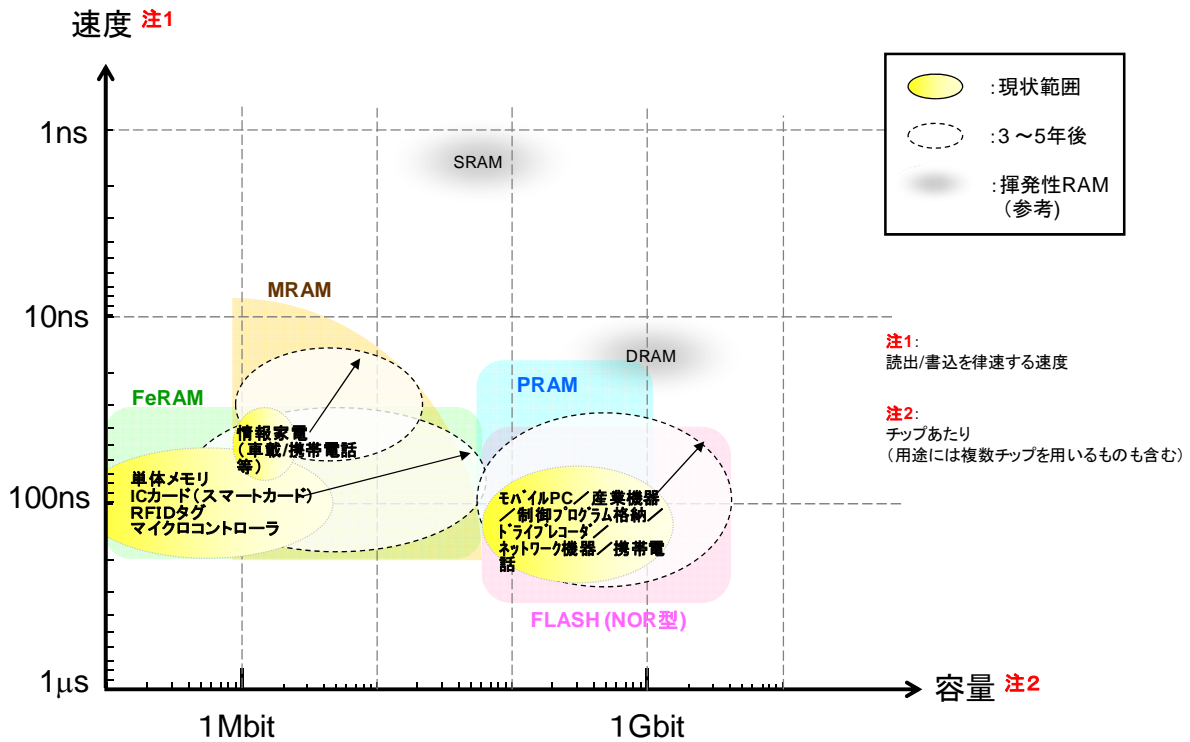 速度 注1
1ns
10ns
100ns
1μs
SRAM
DRAM
MRAM
FeRAM
PRAM
FLASH (NOR型)
情報家電
(車載/携帯電話
等)
単体メモリ
ICカード(スマートカード)
RFIDタグ
マイクロコントローラ
モバイルPC/産業機器
/制御プログラム格納/
ドライブレコーダ/
ネットワーク機器/携帯電
話
1Mbit
1Gbit
容量 注2
:現状範囲
:3~5年後
:揮発性RAM
(参考)
注1:
読出/書込を律速する速度
注2:
チップあたり
(用途には複数チップを用いるものも含む)